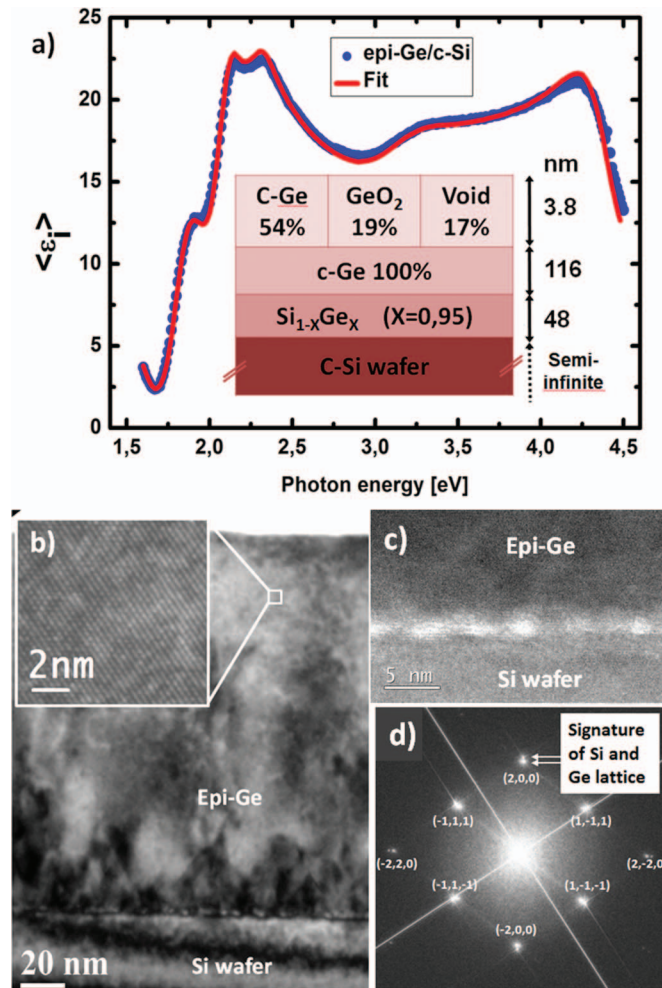 a)
25
20
15
10
5
0
<εi>
epi-Ge/c-Si
Fit
nm
C-Ge
54%
GeO2
19%
Void
17%
3.8
c-Ge 100%
116
Si1-XGeX (X=0,95)
48
C-Si wafer
Semi-
infinite
1,5 2,0 2,5 3,0 3,5 4,0 4,5
Photon energy [eV]
b)
2nm
Epi-Ge
Si wafer
20 nm
c)
Epi-Ge
5 nm
Si wafer
d)
Signature
of Si and
Ge lattice
(2,0,0)
(-1,1,1)
(1,-1,1)
(-2,2,0)
(2,-2,0)
(-1,1,-1)
(1,-1,-1)
(-2,0,0)